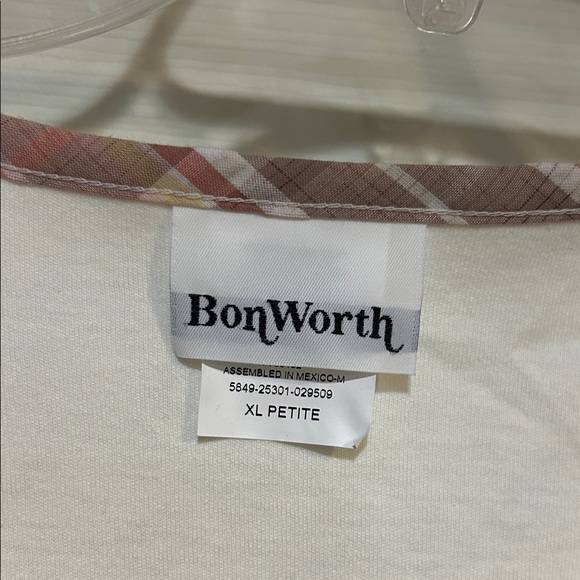 BonWorth
ASSEMBLED IN MEXICO-M
5849-25301-029509
XL PETITE